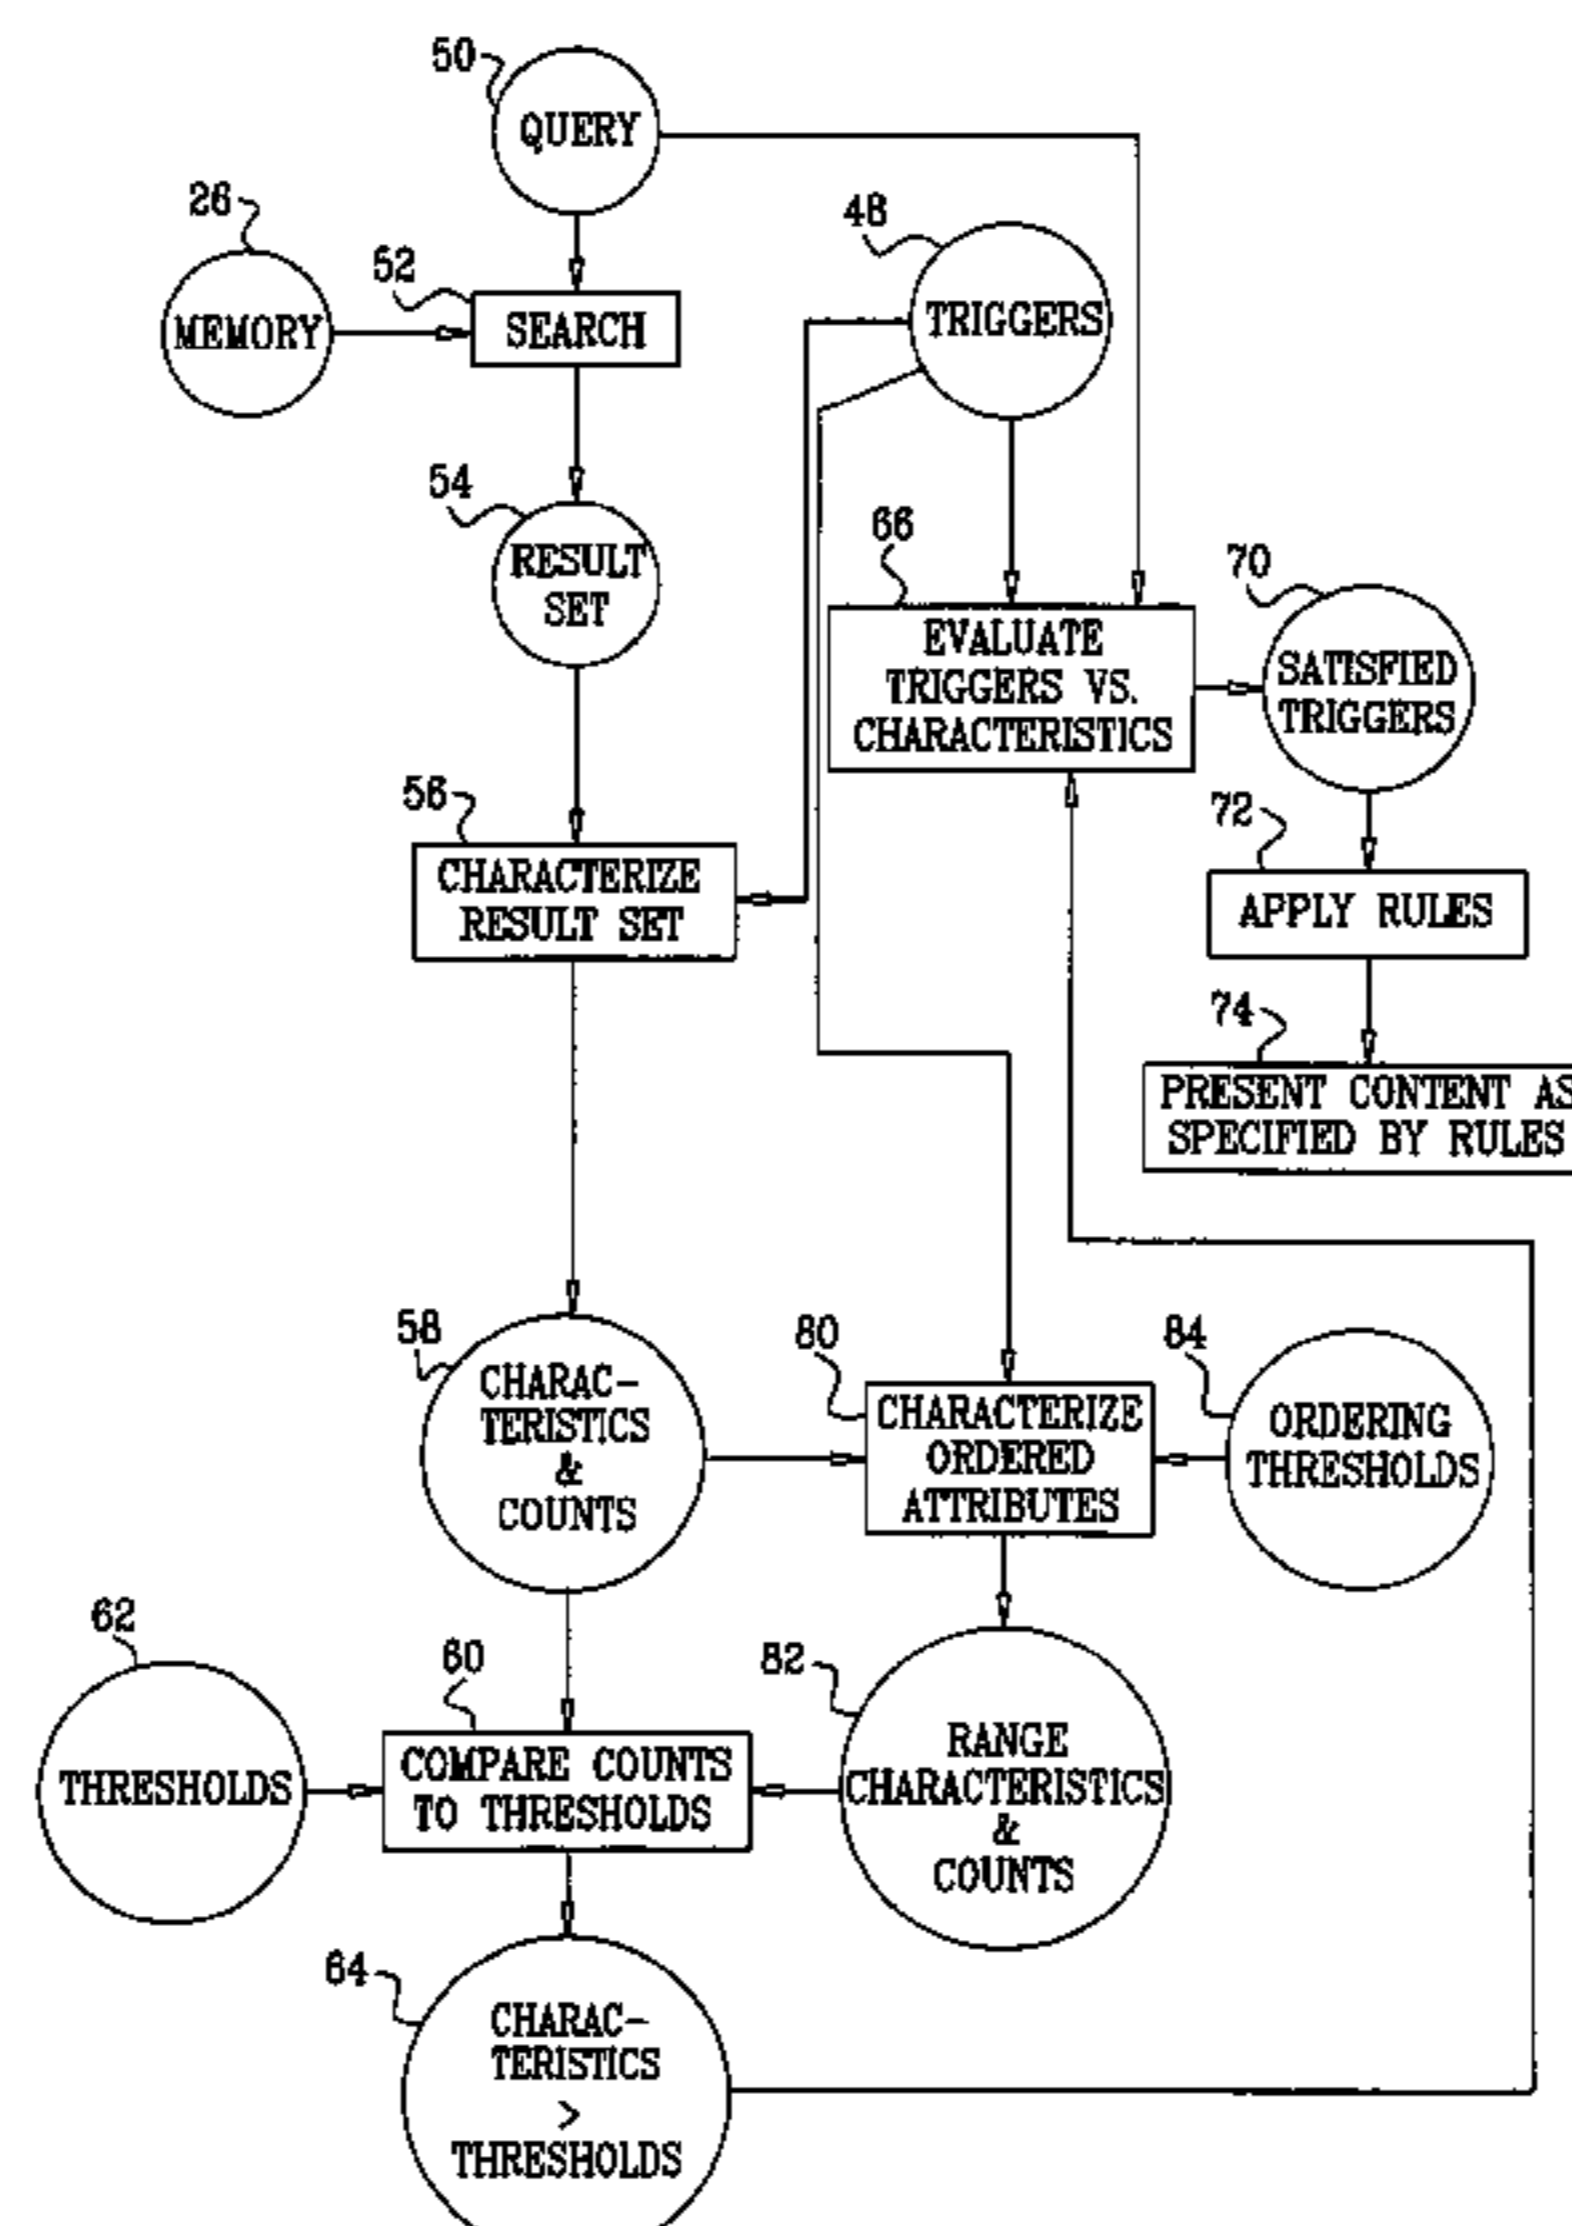 50
QUERY
26
MEMORY
52
SEARCH
48
TRIGGERS
54
RESULT
SET
66
EVALUATE
TRIGGERS VS.
CHARACTERISTICS
70
SATISFIED
TRIGGERS
56
CHARACTERIZE
RESULT SET
72
APPLY RULES
74
PRESENT CONTENT AS
SPECIFIED BY RULES
58
CHARAC-
TERISTICS
&
COUNTS
80
CHARACTERIZE
ORDERED
ATTRIBUTES
84
ORDERING
THRESHOLDS
62
THRESHOLDS
60
COMPARE COUNTS
TO THRESHOLDS
82
RANGE
CHARACTERISTICS
&
COUNTS
64
CHARAC-
TERISTICS
>
THRESHOLDS